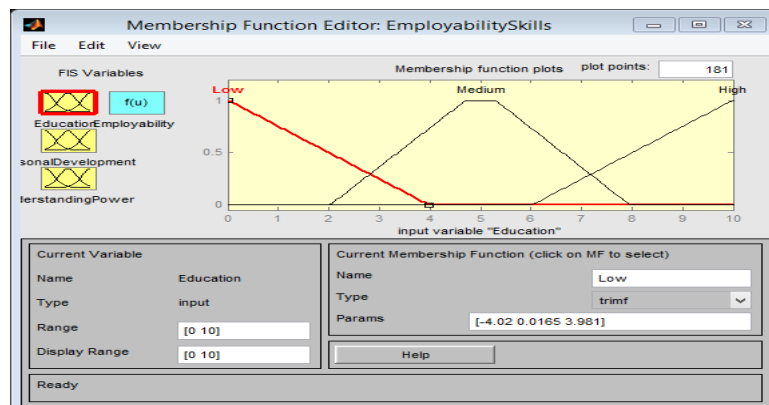 Membership Function Editor: EmployabilitySkills
File Edit View
FIS Variables
Membership function plots plot points: 181
f(u)
Education
Employability
sonalDevelopment
lerstandingPower
Low Medium High
1
0.5
0
0 1 2 3 4 5 6 7 8 9 10
input variable "Education"
Current Variable
Name Education
Type input
Range [0 10]
Display Range [0 10]
Current Membership Function (click on MF to select)
Name Low
Type trimf
Params [-4.02 0.0165 3.981]
Help
Ready